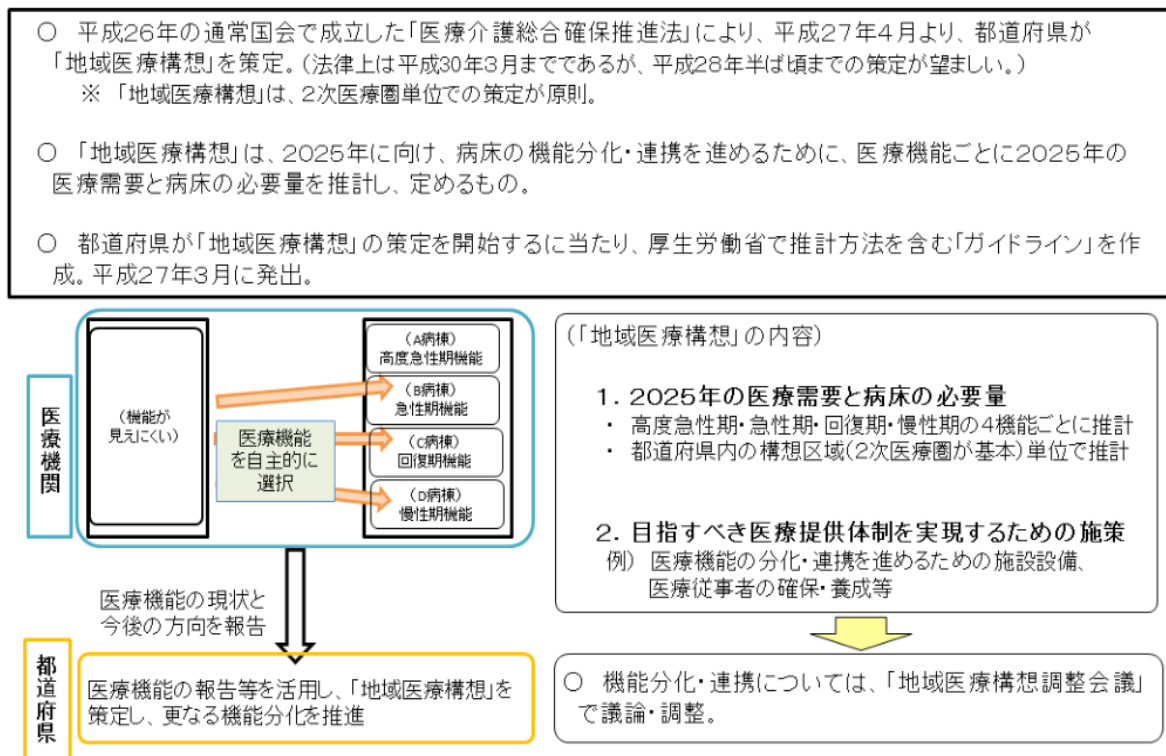 ○ 平成26年の通常国会で成立した「医療介護総合確保推進法」により、平成27年4月より、都道府県が
「地域医療構想」を策定。(法律上は平成30年3月までであるが、平成28年半ば頃までの策定が望ましい。)
※ 「地域医療構想」は、2次医療圏単位での策定が原則。
○ 「地域医療構想」は、2025年に向け、病床の機能分化・連携を進めるために、医療機能ごとに2025年の
医療需要と病床の必要量を推計し、定めるもの。
○ 都道府県が「地域医療構想」の策定を開始するに当たり、厚生労働省で推計方法を含む「ガイドライン」を作
成。平成27年3月に発出。
医療機関
(機能が
見えにくい)
医療機能
を自主的に
選択
(A病棟)
高度急性期機能
(B病棟)
急性期機能
(C病棟)
回復期機能
(D病棟)
慢性期機能
医療機能の現状と
今後の方向を報告
都道府県
医療機能の報告等を活用し、「地域医療構想」を
策定し、更なる機能分化を推進
(「地域医療構想」の内容)
1. 2025年の医療需要と病床の必要量
・ 高度急性期・急性期・回復期・慢性期の4機能ごとに推計
・ 都道府県内の構想区域(2次医療圏が基本)単位で推計
2. 目指すべき医療提供体制を実現するための施策
例) 医療機能の分化・連携を進めるための施設設備、
医療従事者の確保・養成等
○ 機能分化・連携については、「地域医療構想調整会議」
で議論・調整。